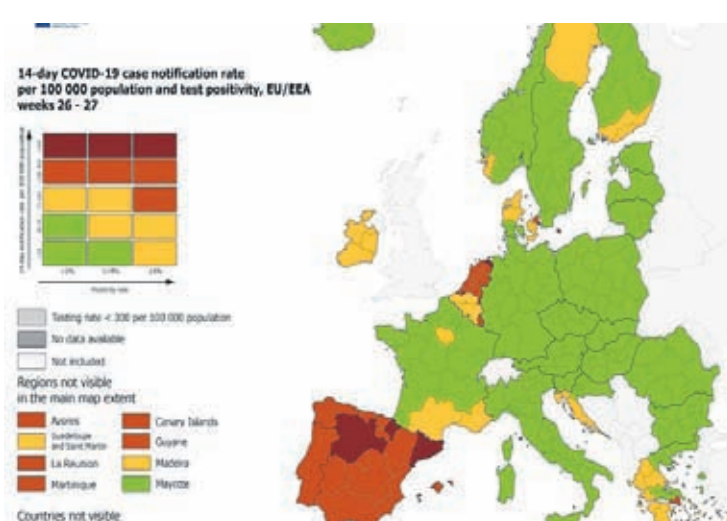 14-day COVID-19 case notification rate
per 100 000 population and test positivity, EU/EEA
weeks 26 - 27
Positivity rate
Testing rate < 300 per 100 000 population
No data available
Not included
Regions not visible
in the main map extent
Azores
Canary Islands
Guadeloupe
and Saint Martin
Guyane
La Réunion
Madeira
Martinique
Mayotte
Countries not visible